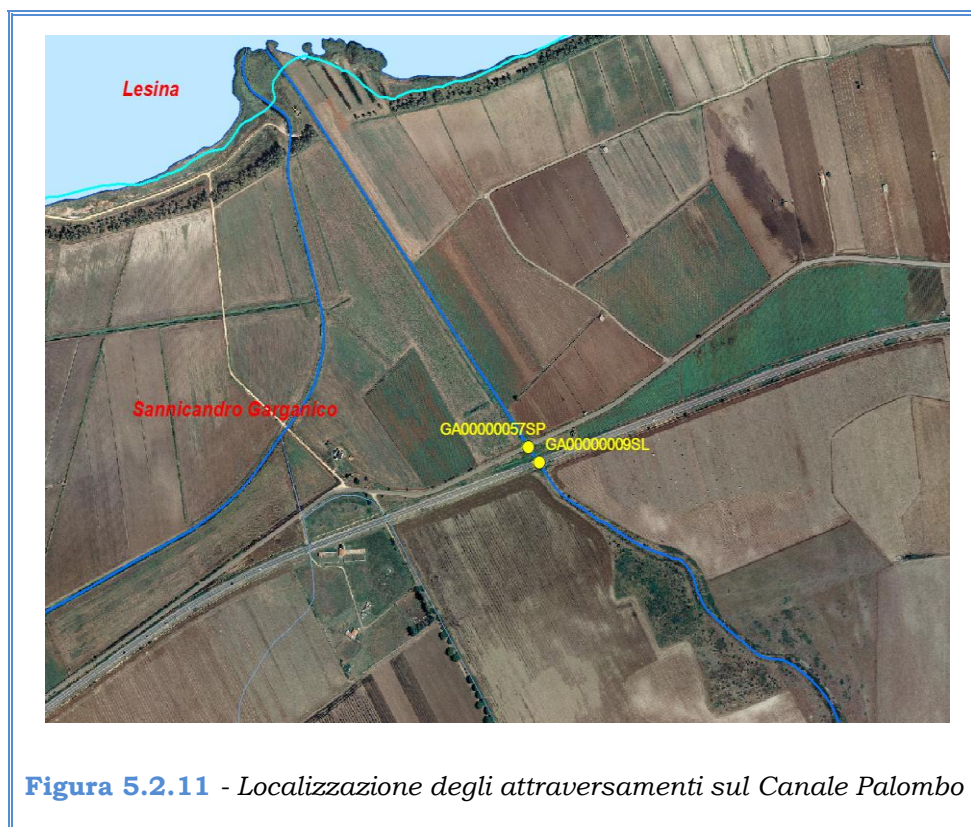 Lesina
Sannicandro Garganico
GA00000057SP
GA00000009SL
Figura 5.2.11 - Localizzazione degli attraversamenti sul Canale Palombo